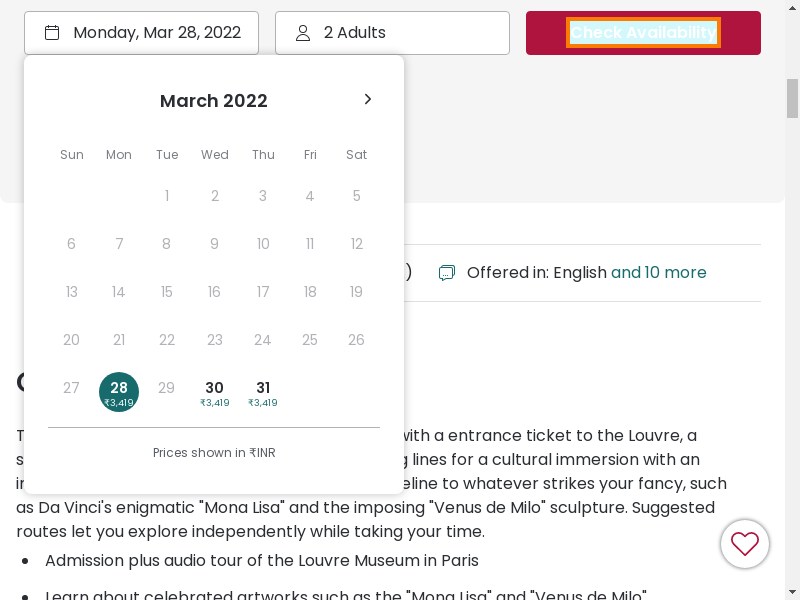 Monday, Mar 28, 2022
2 Adults
Check Availability
March 2022
Sun Mon Tue Wed Thu Fri Sat
1 2 3 4 5
6 7 8 9 10 11 12
13 14 15 16 17 18 19
20 21 22 23 24 25 26
27 28 29 30 31
₹3,419 ₹3,419 ₹3,419
Prices shown in ₹INR
) Offered in: English and 10 more
with a entrance ticket to the Louvre, a
lines for a cultural immersion with an
to whatever strikes your fancy, such
as Da Vinci's enigmatic "Mona Lisa" and the imposing "Venus de Milo" sculpture. Suggested
routes let you explore independently while taking your time.
• Admission plus audio tour of the Louvre Museum in Paris
• Learn about celebrated artworks such as the "Mona Lisa" and "Venus de Milo"